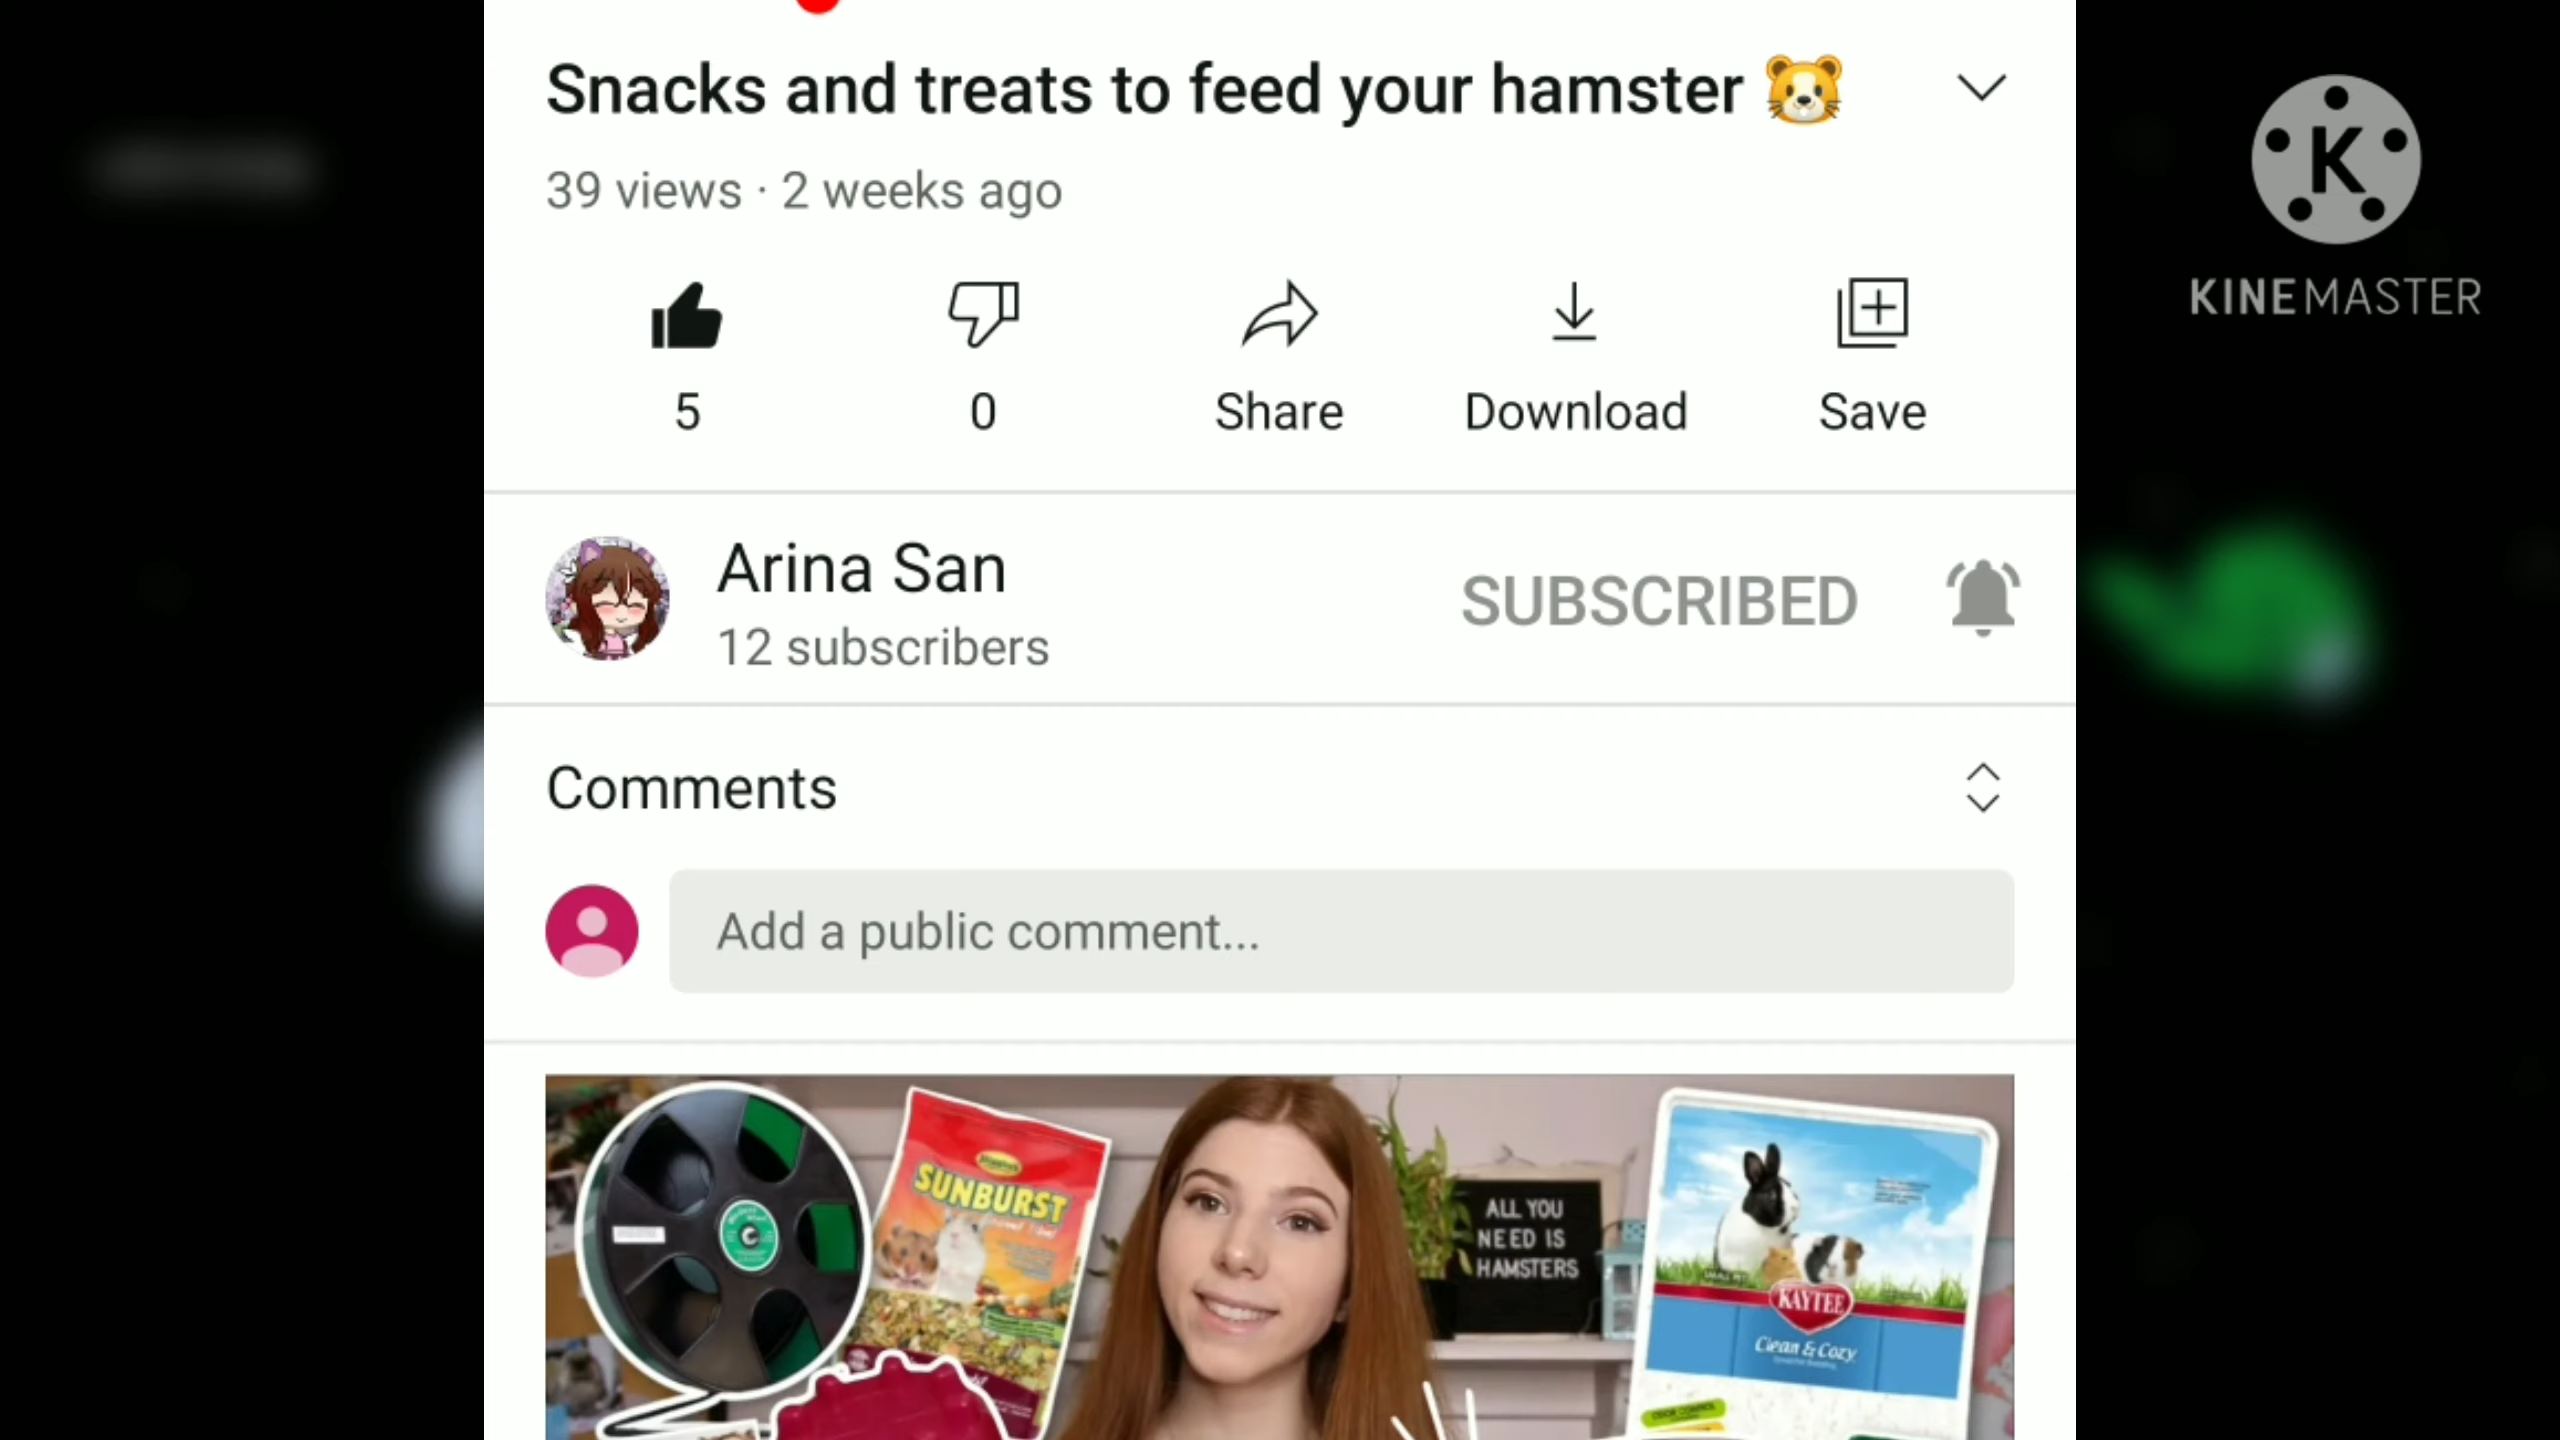 Snacks and treats to feed your hamster 🐹
39 views · 2 weeks ago
5
0
Share
Download
Save
KINEMASTER
Arina San
12 subscribers
SUBSCRIBED
Comments
Add a public comment...
SUNBURST
ALL YOU
NEED IS
HAMSTERS
KAYTEE
Clean & Cozy